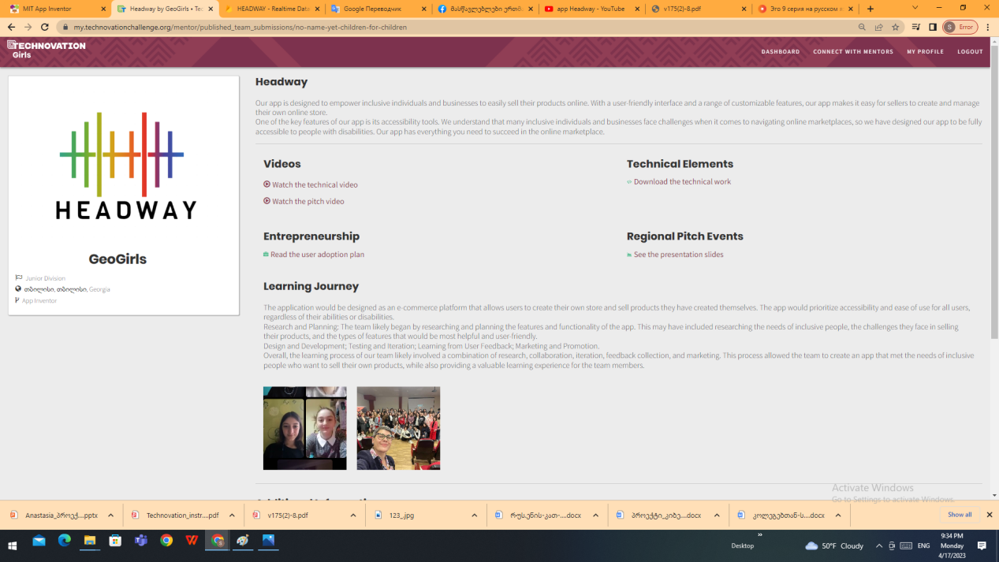 MIT App Inventor
Headway by GeoGirls • Te
HEADWAY - Realtime Data
Google Переводчик
მასწავლებლები ერთმ
app Headway - YouTube
v175(2)-8.pdf
Эго 9 серия на русском я
my.technovationchallenge.org/mentor/published_team_submissions/no-name-yet-children-for-children
S Error
TECHNOVATION
Girls
DASHBOARD CONNECT WITH MENTORS MY PROFILE LOGOUT
HEADWAY
GeoGirls
Junior Division
თბილისი, თბილისი, Georgia
App Inventor
Headway
Our app is designed to empower inclusive individuals and businesses to easily sell their products online. With a user-friendly interface and a range of customizable features, our app makes it easy for sellers to create and manage
their own online store.
One of the key features of our app is its accessibility tools. We understand that many inclusive individuals and businesses face challenges when it comes to navigating online marketplaces, so we have designed our app to be fully
accessible to people with disabilities. Our app has everything you need to succeed in the online marketplace.
Videos
Watch the technical video
Watch the pitch video
Technical Elements
Download the technical work
Entrepreneurship
Read the user adoption plan
Regional Pitch Events
See the presentation slides
Learning Journey
The application would be designed as an e-commerce platform that allows users to create their own store and sell products they have created themselves. The app would prioritize accessibility and ease of use for all users,
regardless of their abilities or disabilities.
Research and Planning: The team likely began by researching and planning the features and functionality of the app. This may have included researching the needs of inclusive people, the challenges they face in selling
their products, and the types of features that would be most helpful and user-friendly.
Design and Development; Testing and Iteration; Learning from User Feedback; Marketing and Promotion.
Overall, the learning process of our team likely involved a combination of research, collaboration, iteration, feedback collection, and marketing. This process allowed the team to create an app that met the needs of inclusive
people who want to sell their own products, while also providing a valuable learning experience for the team members.
Activate Windows
Go to Settings to activate Windows.
Anastasia_პროექ....pptx
Technovation_instr....pdf
v175(2)-8.pdf
123_.jpg
რუს.ენის-კათ-....docx
პროექტი_კიბე....docx
კოლეგებთან-ს....docx
Show all
Desktop
50°F Cloudy
ENG
9:34 PM
Monday
4/17/2023